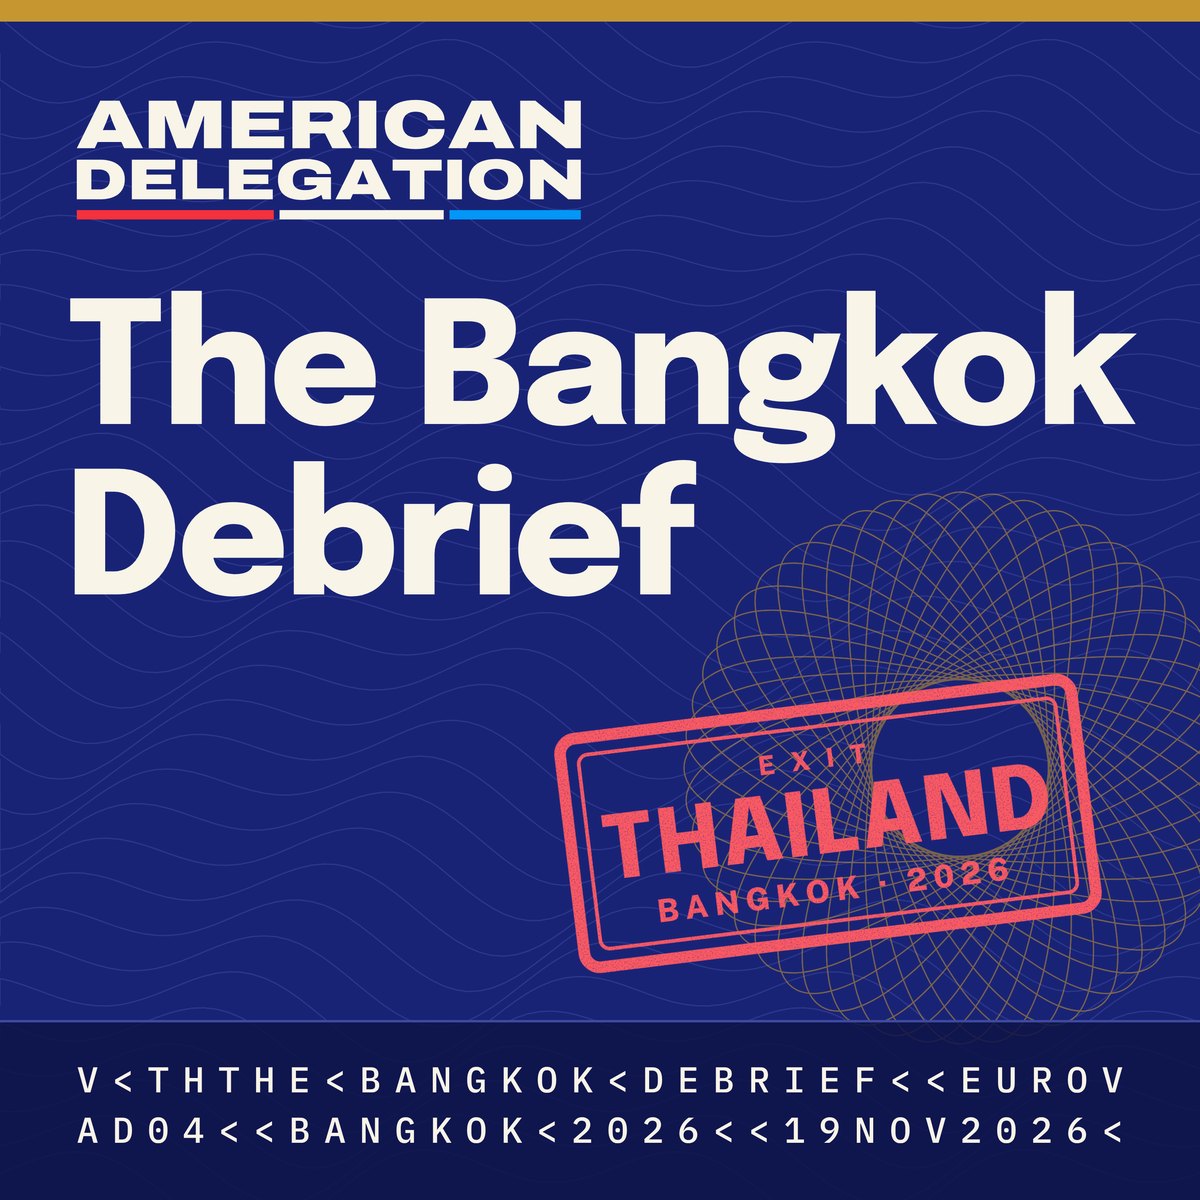 AMERICAN
DELEGATION
The Bangkok
Debrief
EXIT
THAILAND
BANGKOK · 2026
V<THTHE<BANGKOK<DEBRIEF<<EUROV
AD04<<BANGKOK<2026<<19NOV2026<